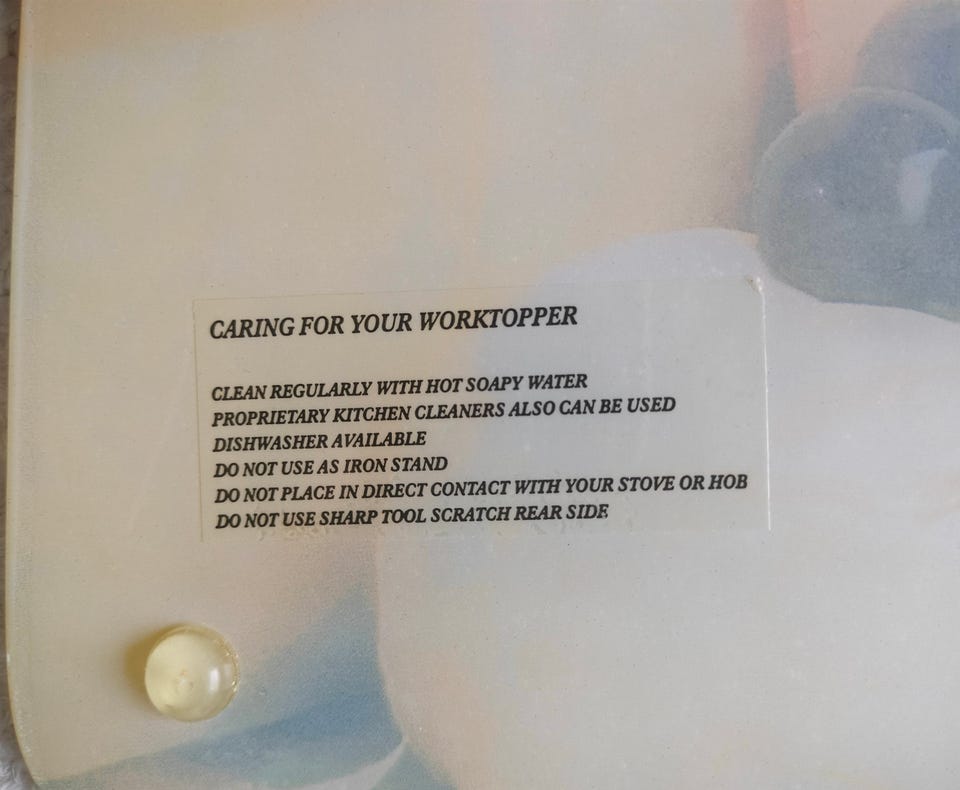 CARING FOR YOUR WORKTOPPER
CLEAN REGULARLY WITH HOT SOAPY WATER
PROPRIETARY KITCHEN CLEANERS ALSO CAN BE USED
DISHWASHER AVAILABLE
DO NOT USE AS IRON STAND
DO NOT PLACE IN DIRECT CONTACT WITH YOUR STOVE OR HOB
DO NOT USE SHARP TOOL SCRATCH REAR SIDE